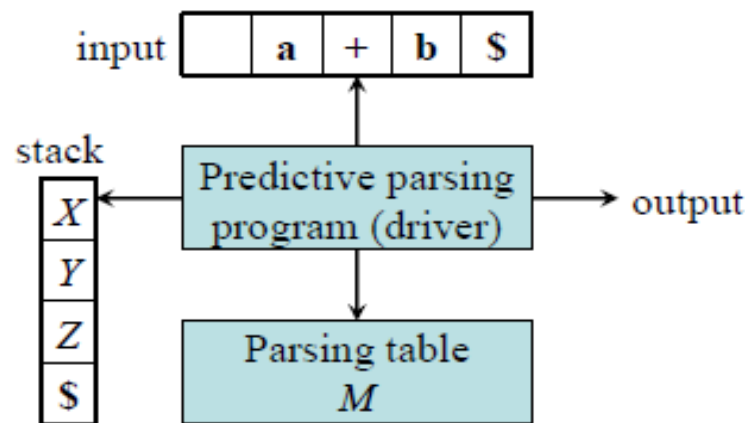 input a + b $
stack
Predictive parsing
program (driver)
output
X
Y
Z
$
Parsing table
M